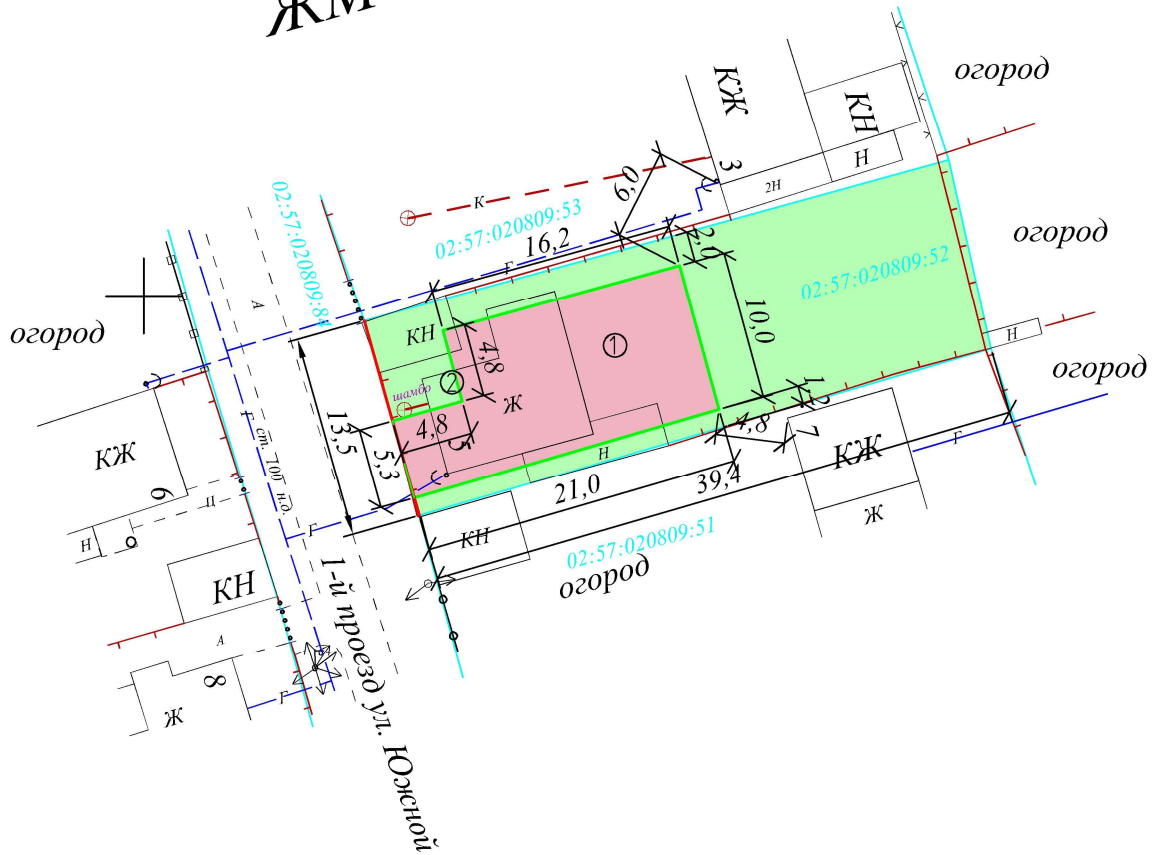 ЖМ
огород
КЖ
КН
3
Н
2Н
6,0
К
02:57:020809:53
02:57:020809:84
16,2
Г
2,0
огород
02:57:020809:52
А
огород
КН
1
10,0
4,8
2
шамбо
Ж
Н
огород
1,2
4,8
7
КЖ
Г
4,8
5
13,5
5,3
КЖ
6
Г ст. 100 н.д.
П
Н
Н
21,0
39,4
Ж
КН
02:57:020809:51
огород
Г
КН
А
8
Ж
Г
1-й проезд ул. Южной